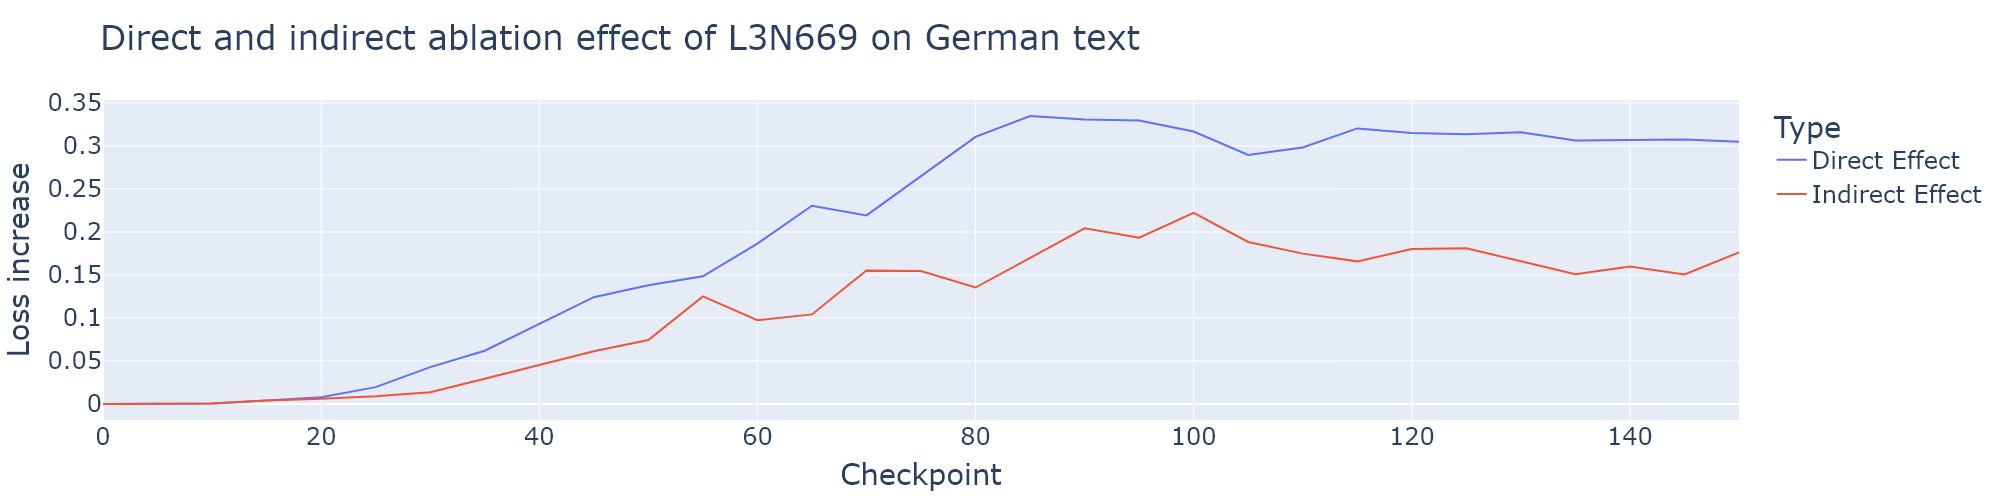 Direct and indirect ablation effect of L3N669 on German text
Loss increase
0.35
0.3
0.25
0.2
0.15
0.1
0.05
0
0 20 40 60 80 100 120 140
Checkpoint
Type
Direct Effect
Indirect Effect